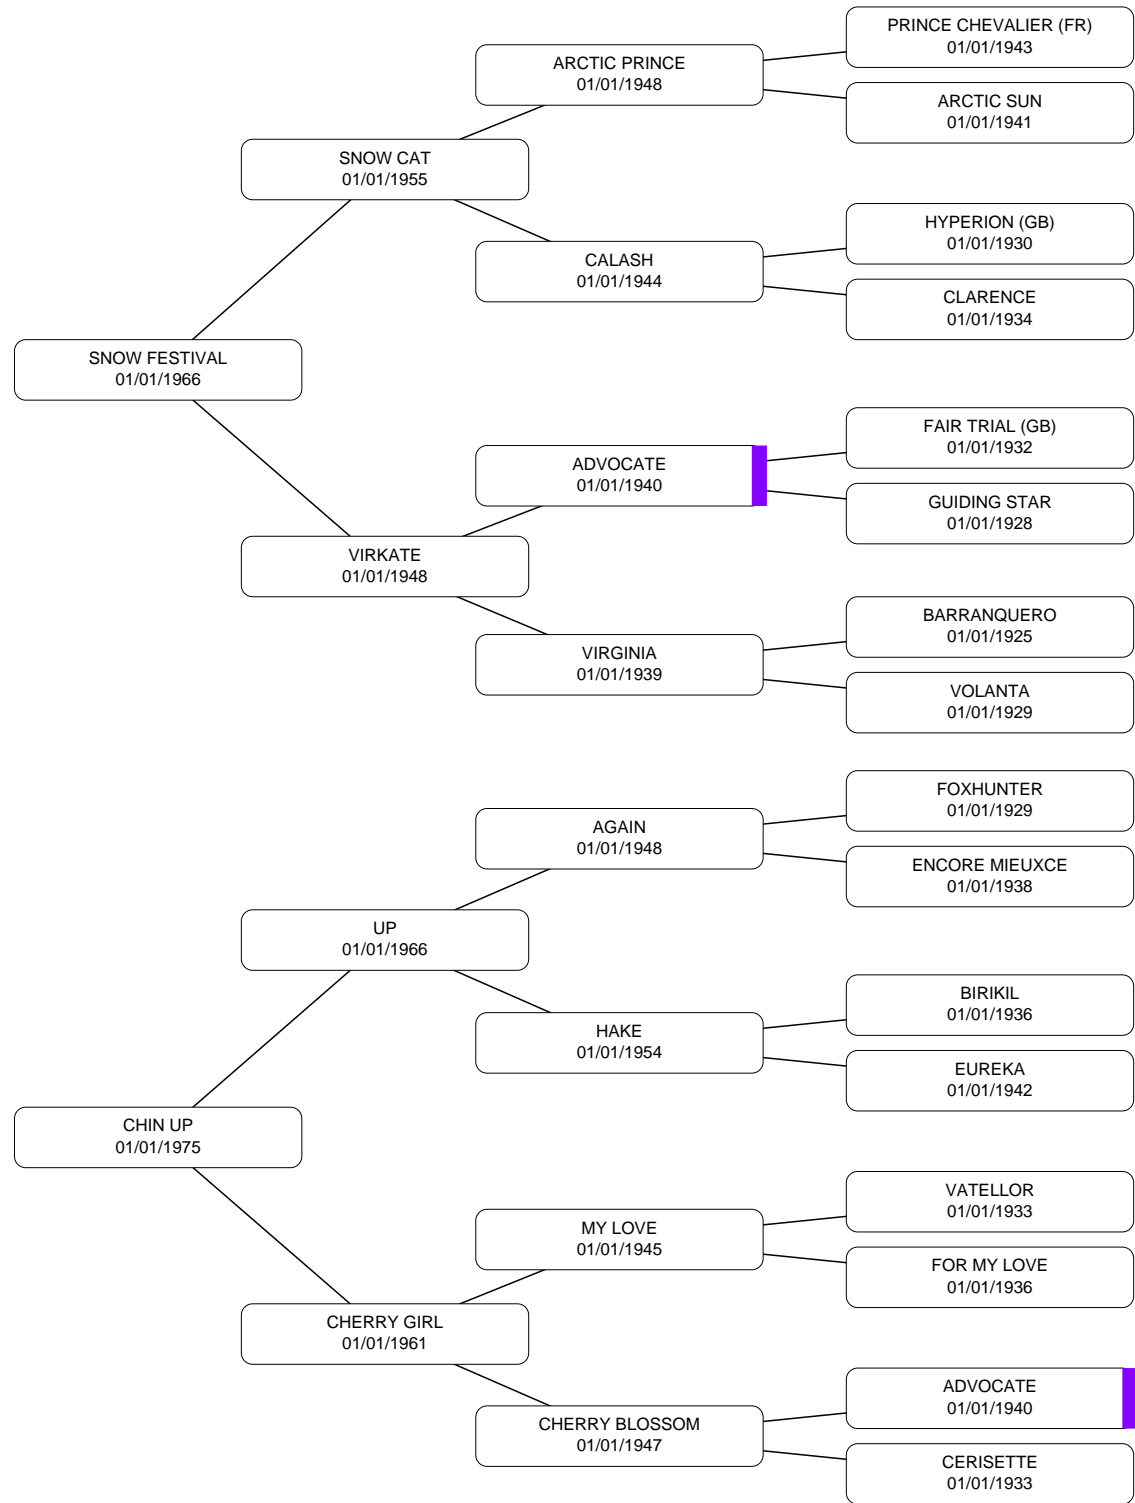 PRINCE CHEVALIER (FR)
01/01/1943
ARCTIC PRINCE
01/01/1948
ARCTIC SUN
01/01/1941
SNOW CAT
01/01/1955
HYPERION (GB)
01/01/1930
CALASH
01/01/1944
CLARENCE
01/01/1934
SNOW FESTIVAL
01/01/1966
FAIR TRIAL (GB)
01/01/1932
ADVOCATE
01/01/1940
GUIDING STAR
01/01/1928
VIRKATE
01/01/1948
BARRANQUERO
01/01/1925
VIRGINIA
01/01/1939
VOLANTA
01/01/1929
FOXHUNTER
01/01/1929
AGAIN
01/01/1948
ENCORE MIEUXCE
01/01/1938
UP
01/01/1966
BIRIKIL
01/01/1936
HAKE
01/01/1954
EUREKA
01/01/1942
CHIN UP
01/01/1975
VATELLOR
01/01/1933
MY LOVE
01/01/1945
FOR MY LOVE
01/01/1936
CHERRY GIRL
01/01/1961
ADVOCATE
01/01/1940
CHERRY BLOSSOM
01/01/1947
CERISETTE
01/01/1933